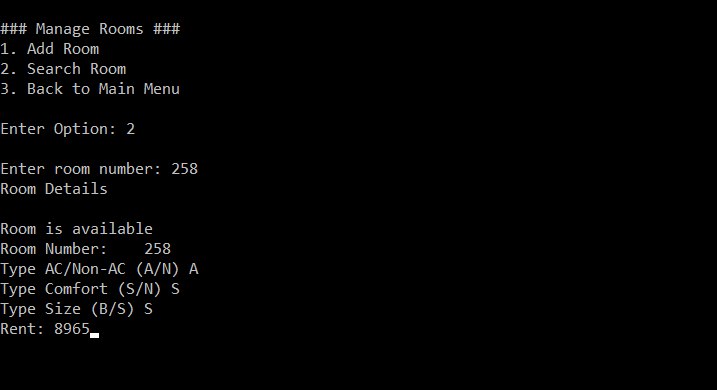 ### Manage Rooms ###
1. Add Room
2. Search Room
3. Back to Main Menu
Enter Option: 2
Enter room number: 258
Room Details
Room is available
Room Number:    258
Type AC/Non-AC (A/N) A
Type Comfort (S/N) S
Type Size (B/S) S
Rent: 8965